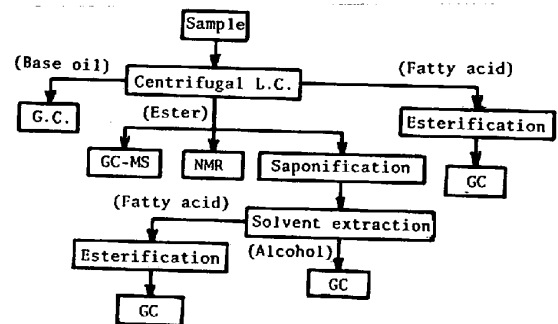 Sample
(Base oil)
(Fatty acid)
Centrifugal L.C.
G.C.
(Ester)
Esterification
GC-MS
NMR
Saponification
GC
(Fatty acid)
Solvent extraction
Esterification
(Alcohol)
GC
GC